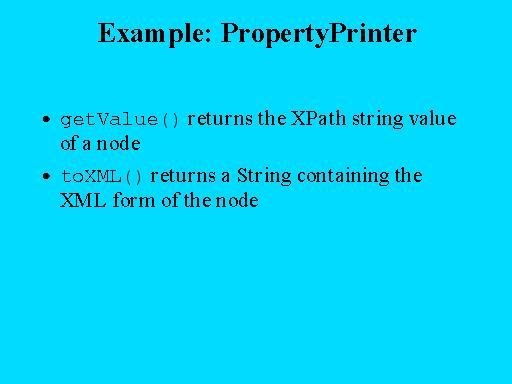 Example: PropertyPrinter
• getValue() returns the XPath string value
of a node
• toXML() returns a String containing the
XML form of the node